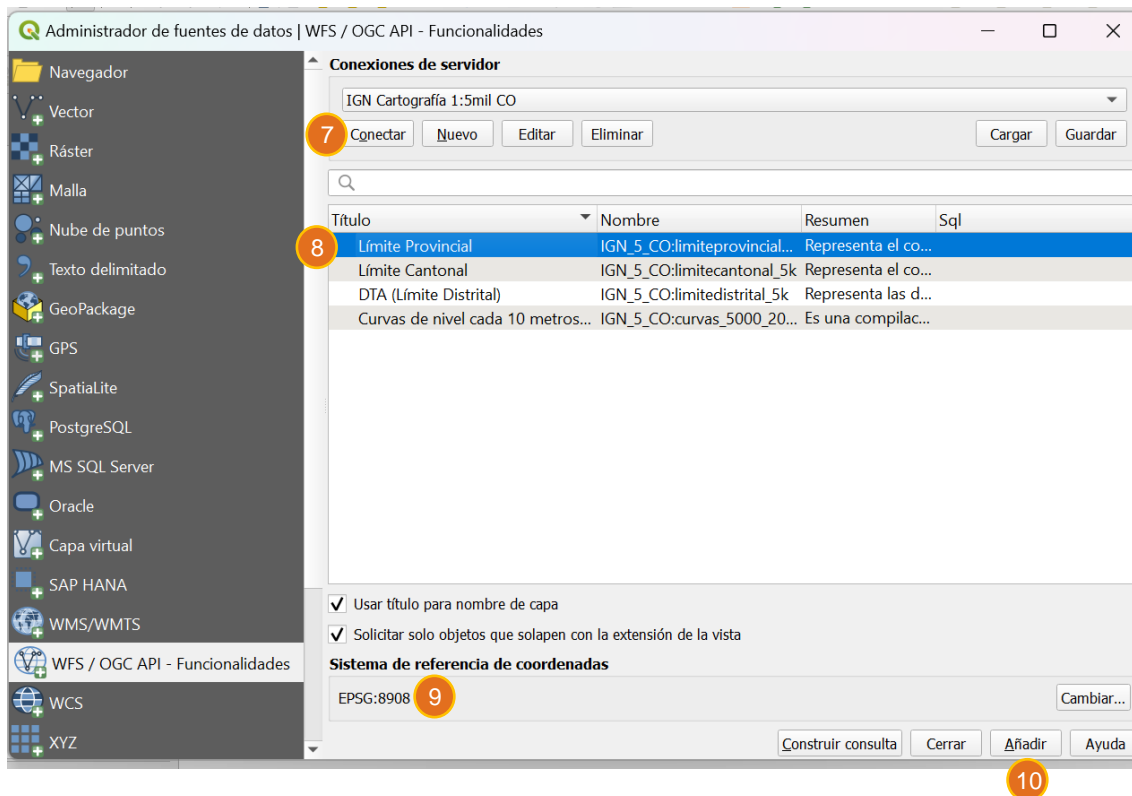 Administrador de fuentes de datos | WFS / OGC API - Funcionalidades
Navegador
Vector
Ráster
Malla
Nube de puntos
Texto delimitado
GeoPackage
GPS
SpatiaLite
PostgreSQL
MS SQL Server
Oracle
Capa virtual
SAP HANA
WMS/WMTS
WFS / OGC API - Funcionalidades
WCS
XYZ
Conexiones de servidor
IGN Cartografía 1:5mil CO
7 Conectar Nuevo Editar Eliminar Cargar Guardar
Título Nombre Resumen Sql
8 Límite Provincial IGN_5_CO:limiteprovincial... Representa el co...
Límite Cantonal IGN_5_CO:limitecantonal_5k Representa el co...
DTA (Límite Distrital) IGN_5_CO:limitedistrital_5k Representa las d...
Curvas de nivel cada 10 metros... IGN_5_CO:curvas_5000_20... Es una compilac...
Usar título para nombre de capa
Solicitar solo objetos que solapen con la extensión de la vista
Sistema de referencia de coordenadas
EPSG:8908 9 Cambiar...
Construir consulta Cerrar Añadir Ayuda
10